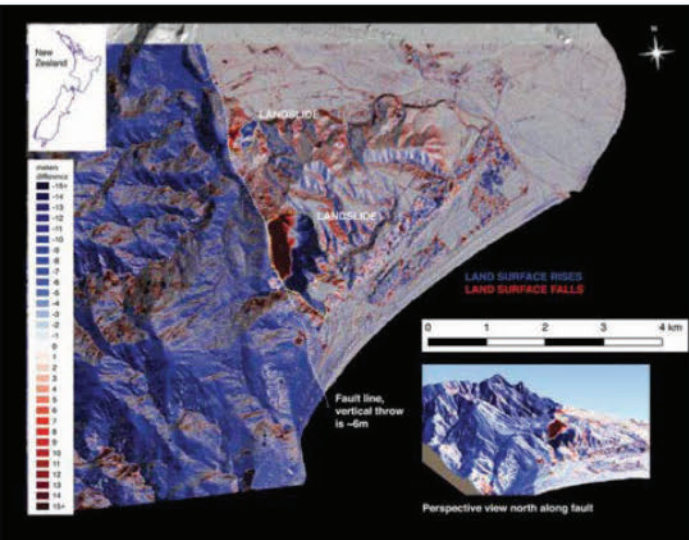 New
Zealand
N
LANDSLIDE
meters
difference
-15+
-14
-13
-12
-11
-10
-9
-8
-7
-6
-5
-4
-3
-2
-1
0
1
2
3
4
5
6
7
8
9
10
11
12
13
14
15+
LANDSLIDE
LAND SURFACE RISES
LAND SURFACE FALLS
0 1 2 3 4 km
Fault line,
vertical throw
is ~6m
Perspective view north along fault